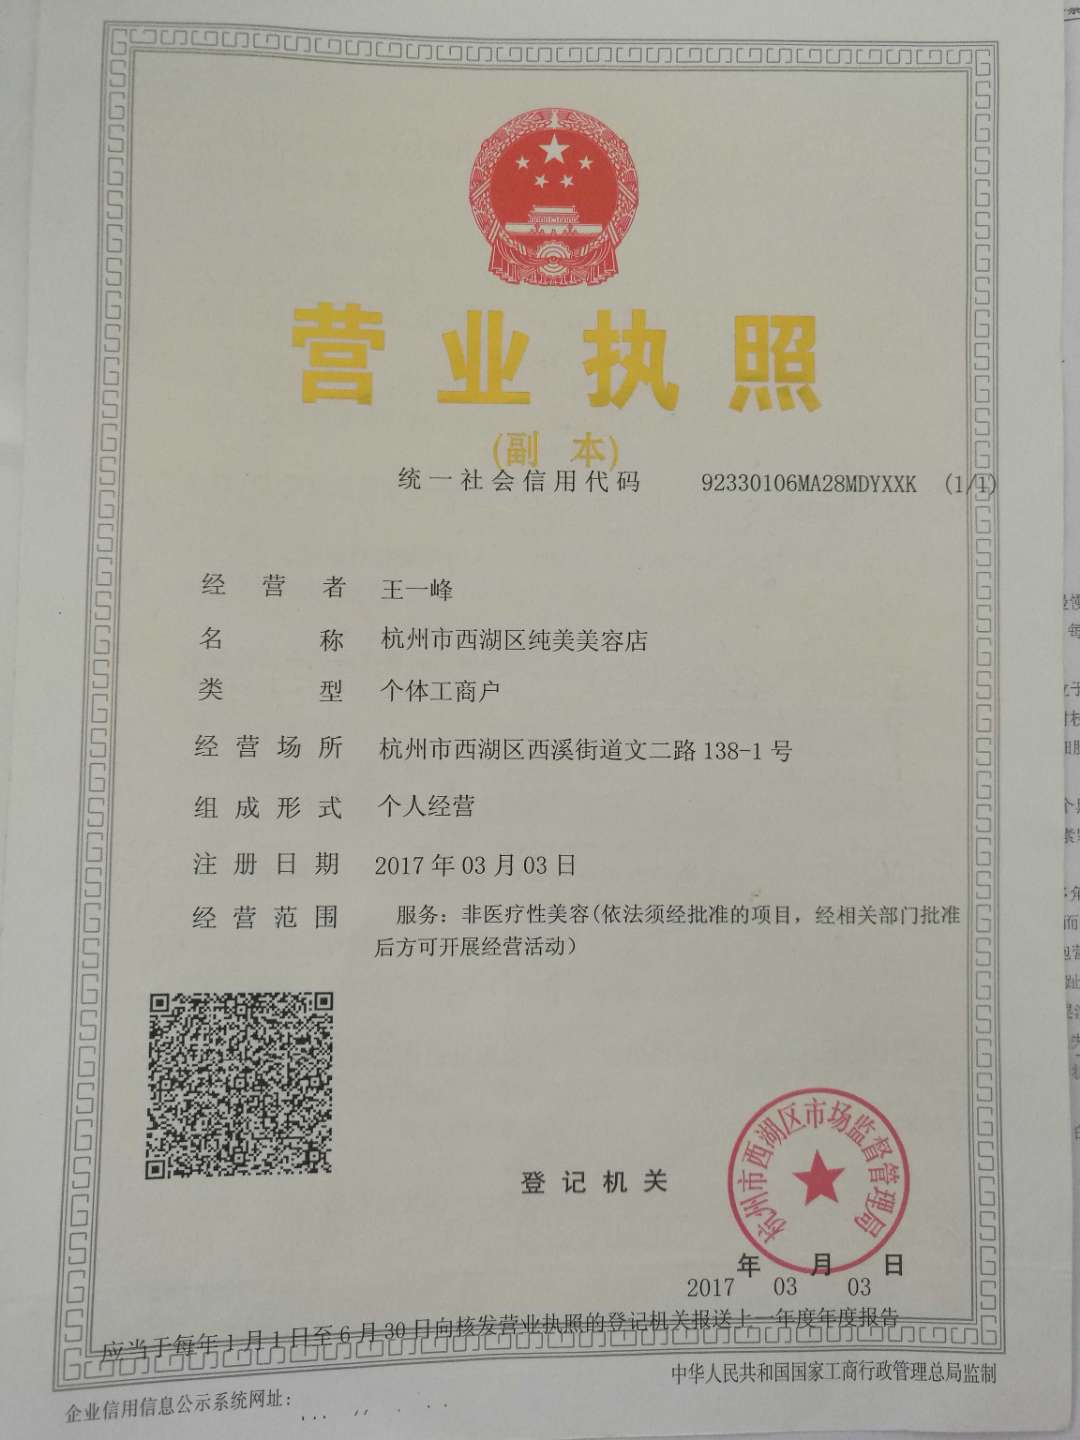 营业执照
(副 本)
统一社会信用代码 92330106MA28MDYXXK (1/1)
经营者 王一峰
名称 杭州市西湖区纯美美容店
类型 个体工商户
经营场所 杭州市西湖区西溪街道文二路138-1号
组成形式 个人经营
注册日期 2017年03月03日
经营范围 服务：非医疗性美容(依法须经批准的项目，经相关部门批准
后方可开展经营活动）
杭州市西湖区市场监督管理局
登记机关
2017年03月03日
应当于每年1月1日至6月30日向核发营业执照的登记机关报送上一年度年度报告
中华人民共和国国家工商行政管理总局监制
企业信用信息公示系统网址：